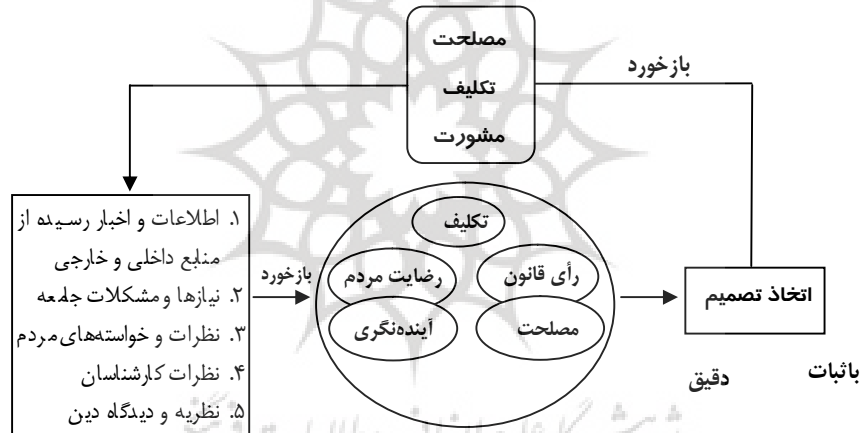 مصلحت
تکلیف
مشورت
بازخورد
۱. اطلاعات و اخبار رسیده از
منابع داخلی و خارجی
۲. نیازها و مشکلات جامعه
۳. نظرات و خواسته‌های مردم
۴. نظرات کارشناسان
۵. نظریه و دیدگاه دین
بازخورد
تکلیف
رأی قانون
رضایت مردم
مصلحت
آینده‌نگری
اتخاذ تصمیم
باثبات
دقیق